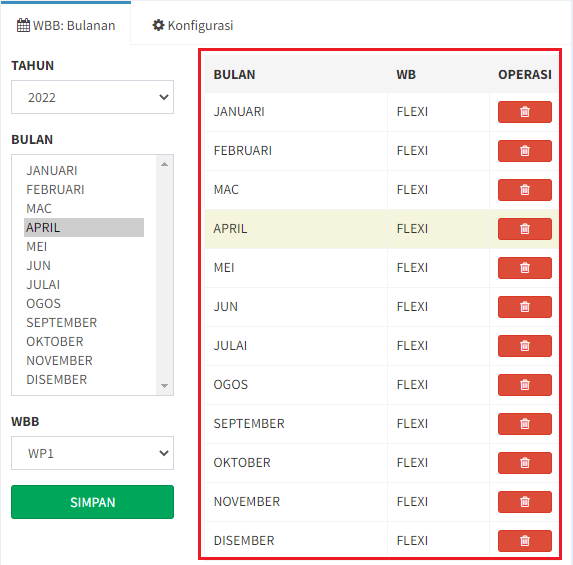 WBB: Bulanan Konfigurasi
TAHUN
2022
BULAN
JANUARI
FEBRUARI
MAC
APRIL
MEI
JUN
JULAI
OGOS
SEPTEMBER
OKTOBER
NOVEMBER
DISEMBER
WBB
WP1
SIMPAN
BULAN WB OPERASI
JANUARI FLEXI
FEBRUARI FLEXI
MAC FLEXI
APRIL FLEXI
MEI FLEXI
JUN FLEXI
JULAI FLEXI
OGOS FLEXI
SEPTEMBER FLEXI
OKTOBER FLEXI
NOVEMBER FLEXI
DISEMBER FLEXI